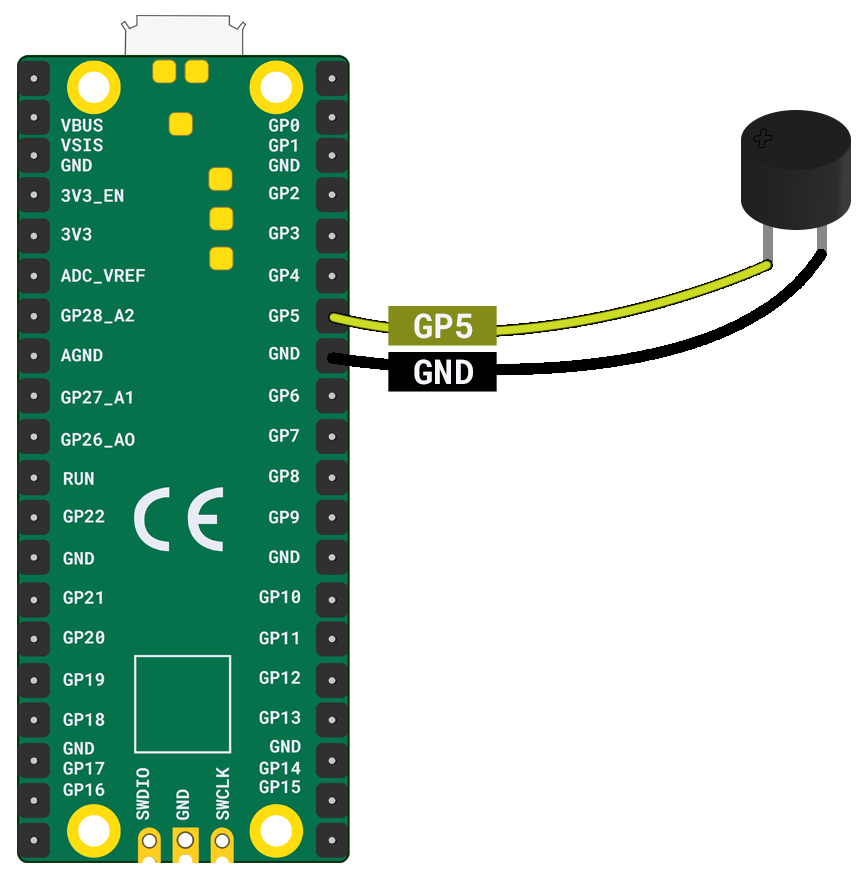 VBUS
VSIS
GND
3V3_EN
3V3
ADC_VREF
GP28_A2
AGND
GP27_A1
GP26_A0
RUN
GP22
GND
GP21
GP20
GP19
GP18
GND
GP17
GP16
GP0
GP1
GND
GP2
GP3
GP4
GP5
GND
GP6
GP7
GP8
GP9
GND
GP10
GP11
GP12
GP13
GND
GP14
GP15
CE
SWDIO
GND
SWCLK
GP5
GND
+